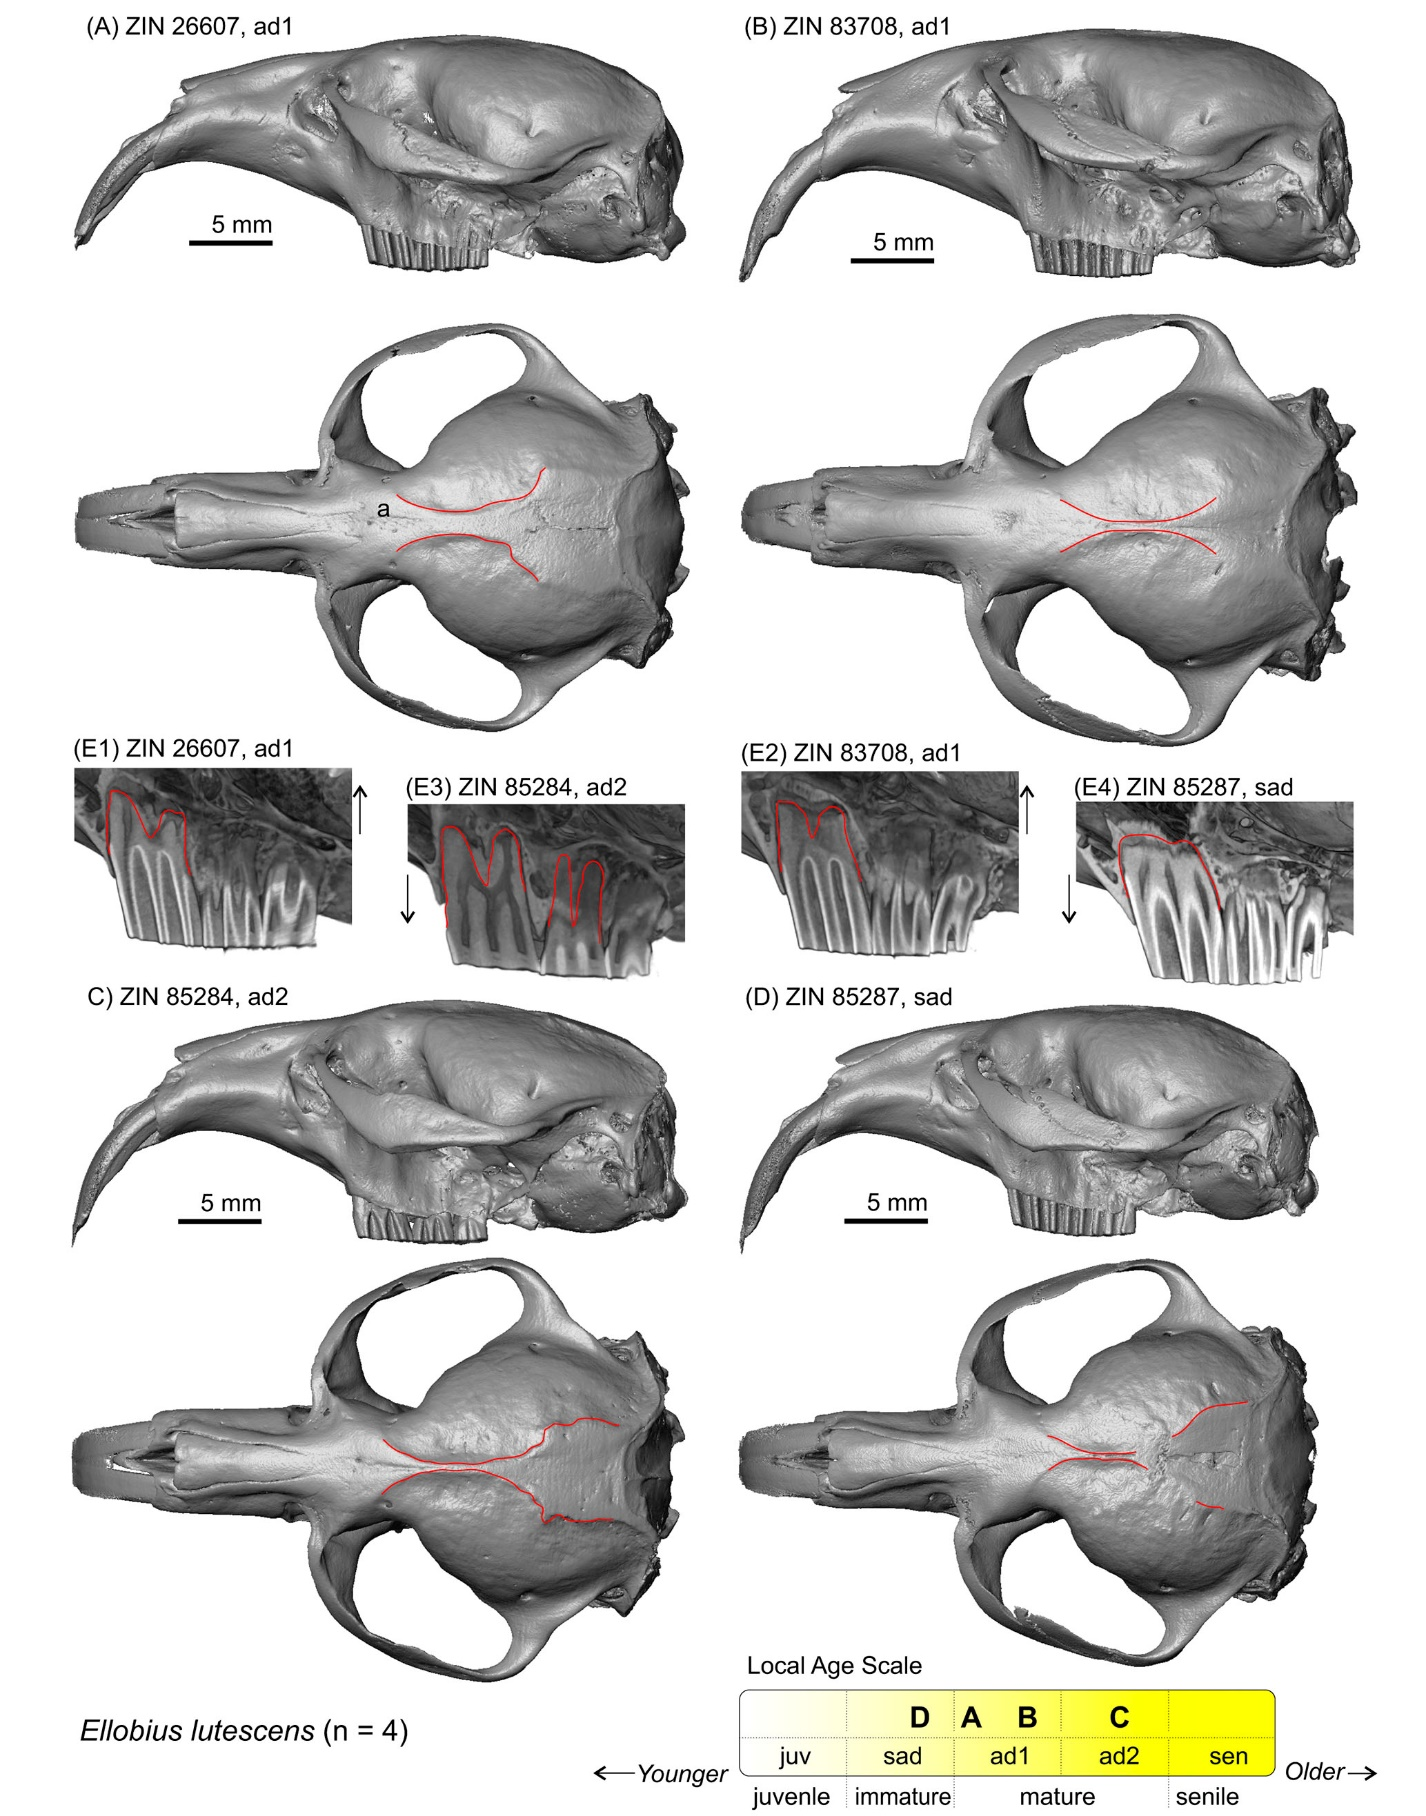 (A) ZIN 26607, ad1
(B) ZIN 83708, ad1
5 mm
5 mm
a
(E1) ZIN 26607, ad1
(E2) ZIN 83708, ad1
(E3) ZIN 85284, ad2
(E4) ZIN 85287, sad
C) ZIN 85284, ad2
(D) ZIN 85287, sad
5 mm
5 mm
Local Age Scale
D A B C
juv sad ad1 ad2 sen
juvenle immature mature senile
Younger
Older
Ellobius lutescens (n = 4)